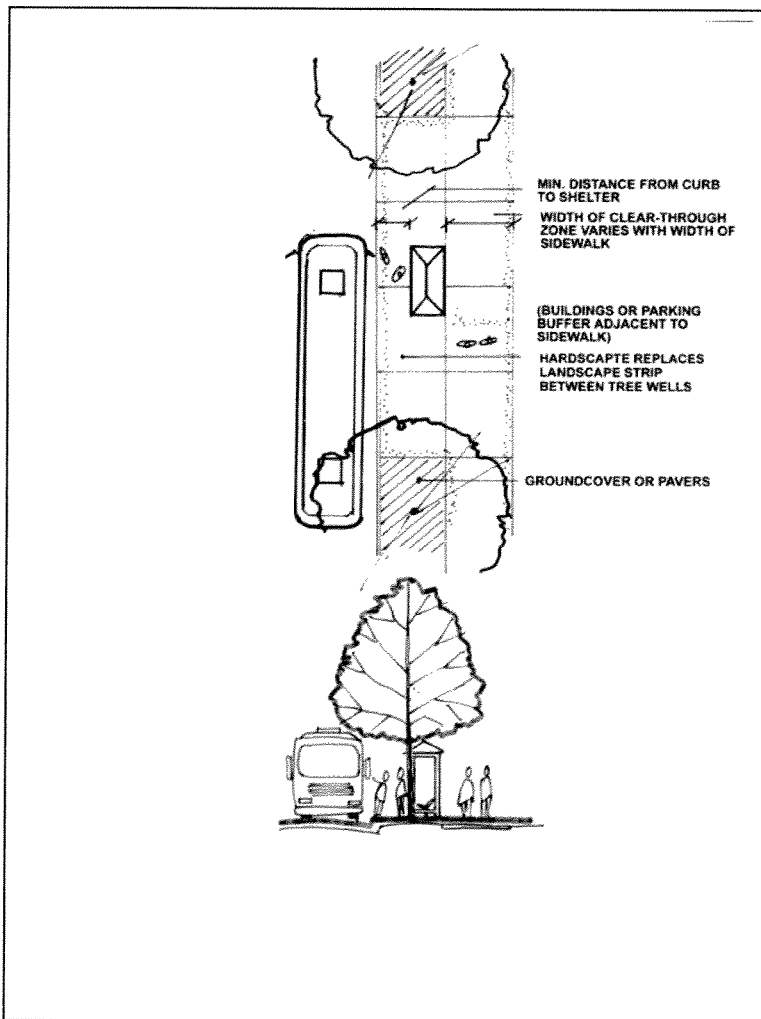 MIN. DISTANCE FROM CURB
TO SHELTER
WIDTH OF CLEAR-THROUGH
ZONE VARIES WITH WIDTH OF
SIDEWALK
(BUILDINGS OR PARKING
BUFFER ADJACENT TO
SIDEWALK)
HARDSCAPTE REPLACES
LANDSCAPE STRIP
BETWEEN TREE WELLS
GROUNDCOVER OR PAVERS